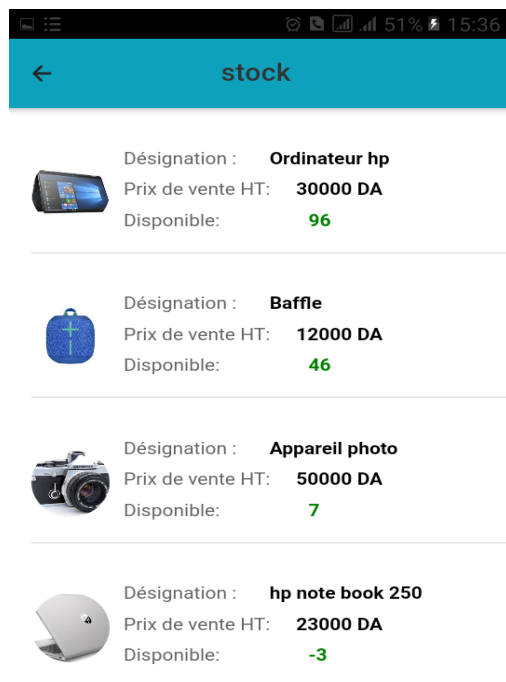 51% 15:36
stock
Désignation : Ordinateur hp
Prix de vente HT: 30000 DA
Disponible: 96
Désignation : Baffle
Prix de vente HT: 12000 DA
Disponible: 46
Désignation : Appareil photo
Prix de vente HT: 50000 DA
Disponible: 7
Désignation : hp note book 250
Prix de vente HT: 23000 DA
Disponible: -3